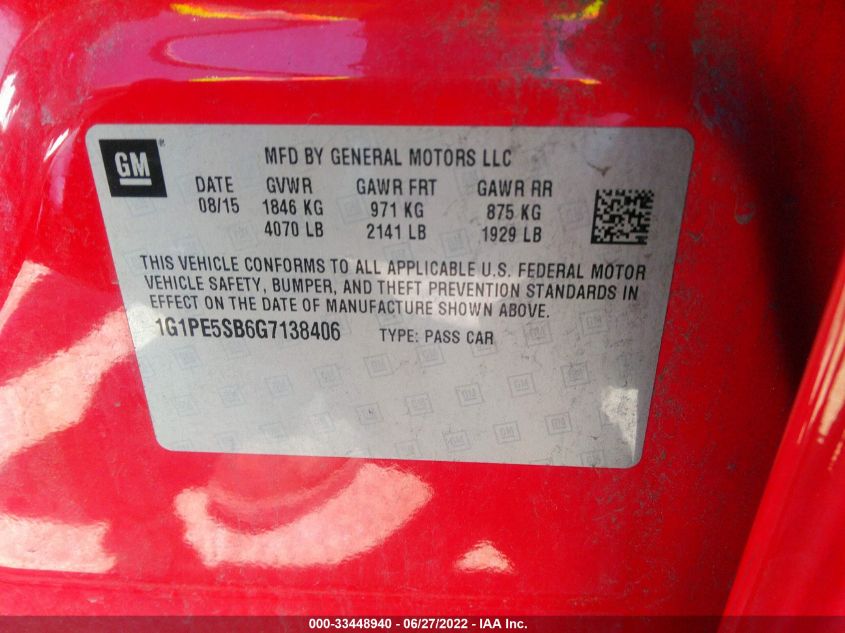 GM
MFD BY GENERAL MOTORS LLC
DATE GVWR GAWR FRT GAWR RR
08/15 1846 KG 971 KG 875 KG
4070 LB 2141 LB 1929 LB
THIS VEHICLE CONFORMS TO ALL APPLICABLE U.S. FEDERAL MOTOR
VEHICLE SAFETY, BUMPER, AND THEFT PREVENTION STANDARDS IN
EFFECT ON THE DATE OF MANUFACTURE SHOWN ABOVE.
1G1PE5SB6G7138406 TYPE: PASS CAR
000-33448940 - 06/27/2022 - IAA Inc.